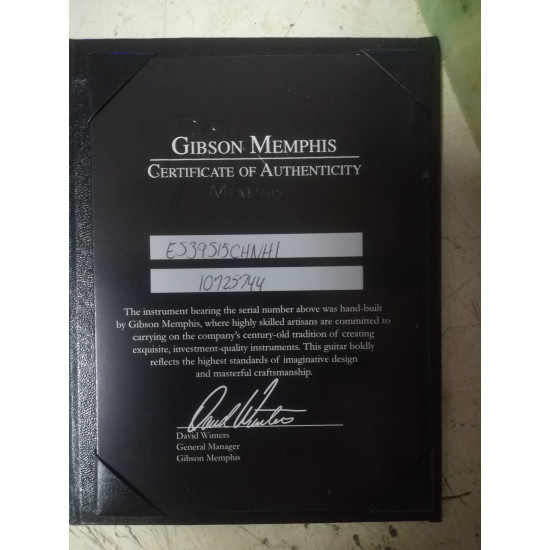 GIBSON MEMPHIS
CERTIFICATE OF AUTHENTICITY
MEMPHIS
ES39S15CHNH1
10725744
The instrument bearing the serial number above was hand-built
by Gibson Memphis, where highly skilled artisans are committed to
carrying on the company's century-old tradition of creating
exquisite, investment-quality instruments. This guitar boldly
reflects the highest standards of imaginative design
and masterful craftsmanship.
David Winters
David Winters
General Manager
Gibson Memphis